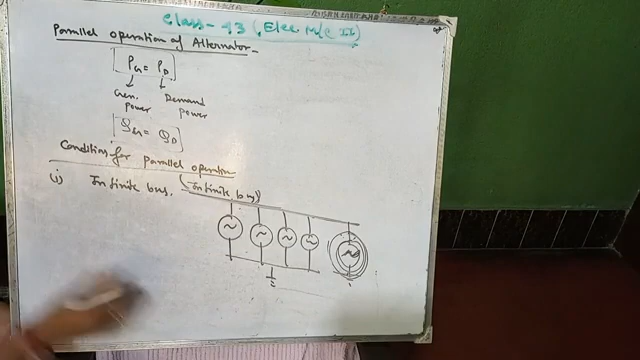 Class-43 (Elec M/C II)
Parallel operation of Alternator-
PG = PD
Gen. Demand
power power
QG = QD
Condition for parallel operation
(i) Infinite bus. (Infinite bus)
~ ~ ~ ~ ~